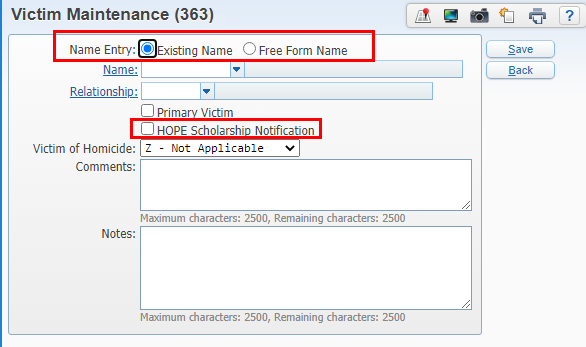 Victim Maintenance (363)
?
Name Entry: Existing Name Free Form Name
Save
Name:
Back
Relationship:
Primary Victim
HOPE Scholarship Notification
Victim of Homicide: Z - Not Applicable
Comments:
Maximum characters: 2500, Remaining characters: 2500
Notes:
Maximum characters: 2500, Remaining characters: 2500